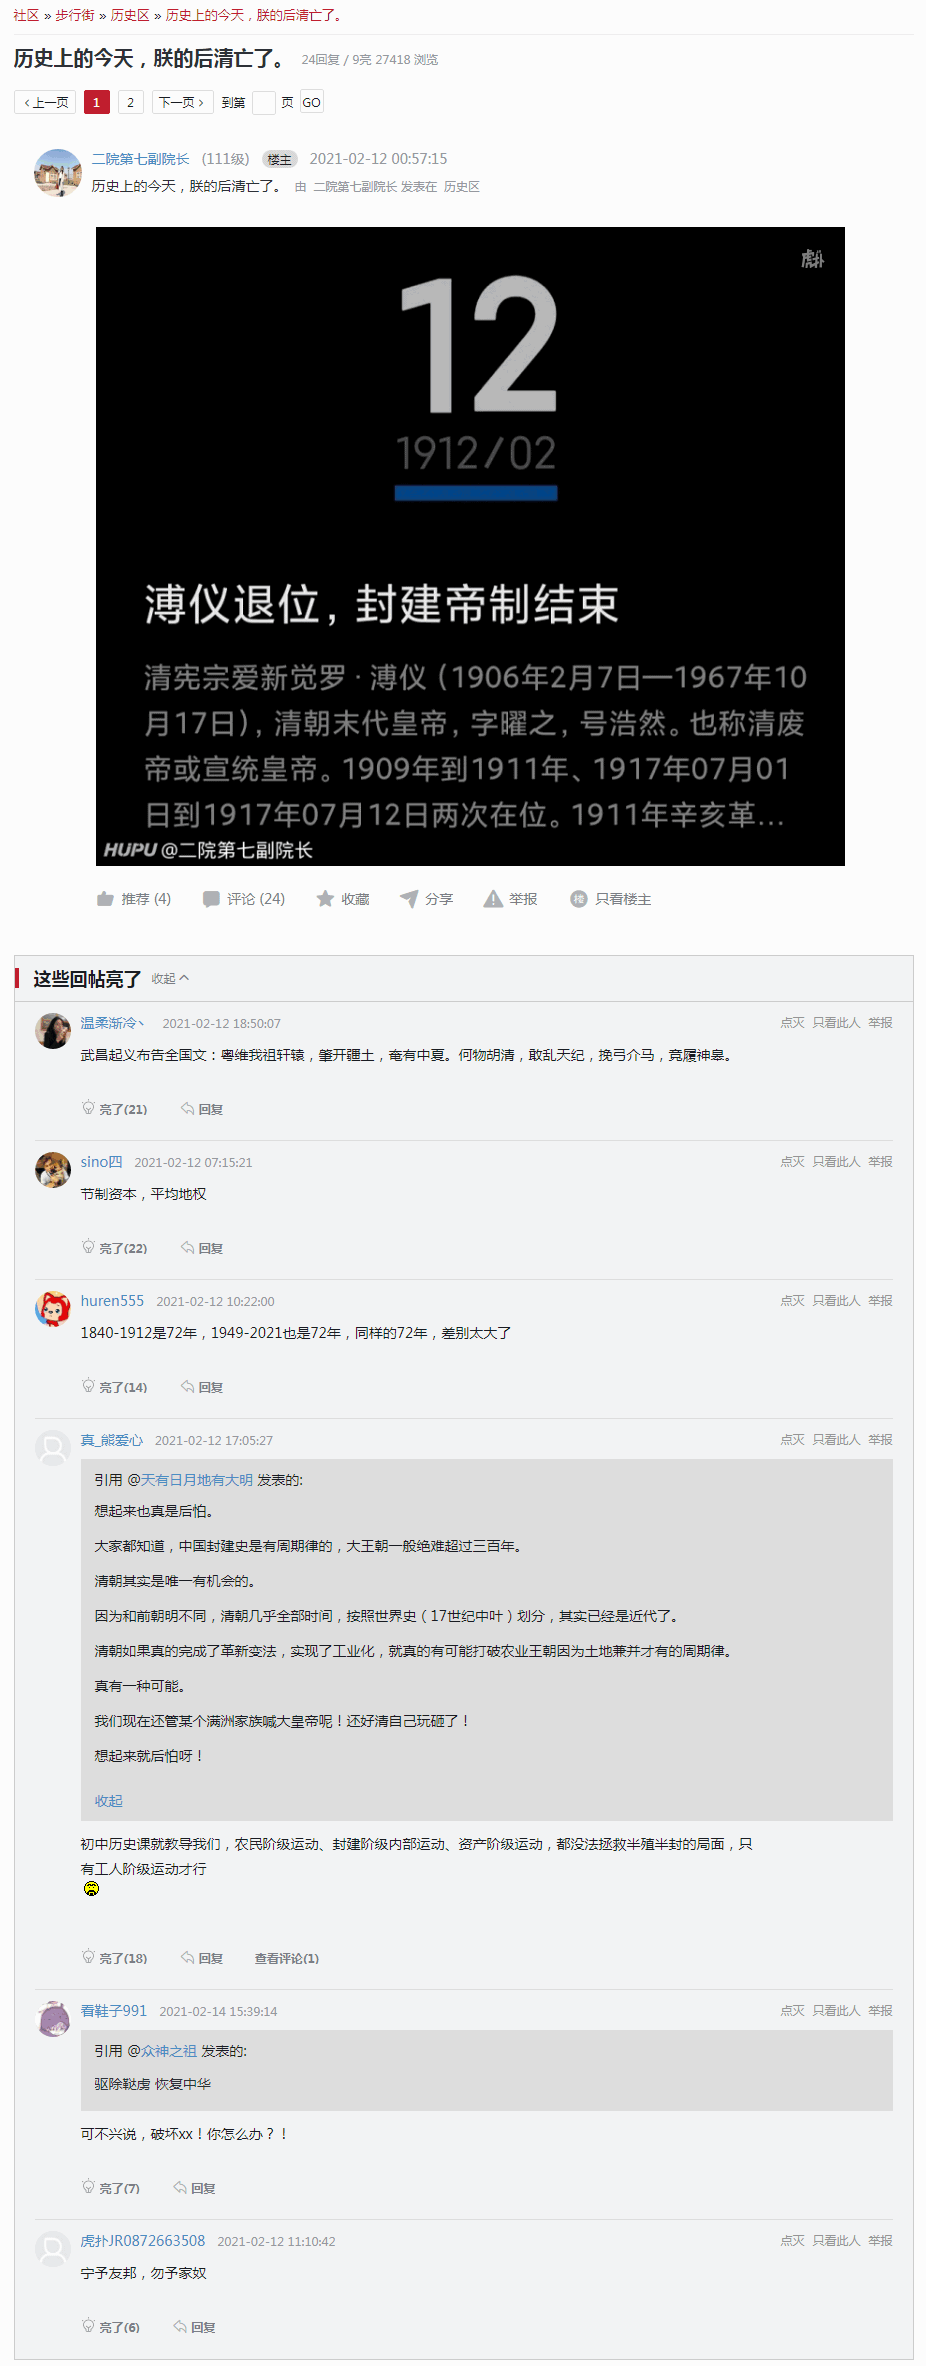 社区 » 步行街 » 历史区 » 历史上的今天，朕的后清亡了。
历史上的今天，朕的后清亡了。 24回复 / 9亮 27418 浏览
上一页 1 2 下一页 到第 页 GO
二院第七副院长 (111级) 楼主 2021-02-12 00:57:15
历史上的今天，朕的后清亡了。 由 二院第七副院长 发表在 历史区
虎扑
12
1912/02
溥仪退位，封建帝制结束
清宪宗爱新觉罗·溥仪（1906年2月7日—1967年10
月17日），清朝末代皇帝，字曜之，号浩然。也称清废
帝或宣统皇帝。1909年到1911年、1917年07月01
日到1917年07月12日两次在位。1911年辛亥革...
HUPU @二院第七副院长
推荐 (4) 评论 (24) 收藏 分享 举报 楼 只看楼主
这些回帖亮了 收起
温柔渐冷丶 2021-02-12 18:50:07 点灭 只看此人 举报
武昌起义布告全国文：粤维我祖轩辕，肇开疆土，奄有中夏。何物胡清，敢乱天纪，挽弓介马，竟履神皋。
亮了(21) 回复
sino四 2021-02-12 07:15:21 点灭 只看此人 举报
节制资本，平均地权
亮了(22) 回复
huren555 2021-02-12 10:22:00 点灭 只看此人 举报
1840-1912是72年，1949-2021也是72年，同样的72年，差别太大了
亮了(14) 回复
真_熊爱心 2021-02-12 17:05:27 点灭 只看此人 举报
引用 @天有日月地有大明 发表的:
想起来也真是后怕。
大家都知道，中国封建史是有周期律的，大王朝一般绝难超过三百年。
清朝其实是唯一有机会的。
因为和前朝明不同，清朝几乎全部时间，按照世界史（17世纪中叶）划分，其实已经是近代了。
清朝如果真的完成了革新变法，实现了工业化，就真的有可能打破农业王朝因为土地兼并才有的周期律。
真有一种可能。
我们现在还管某个满洲家族喊大皇帝呢！还好清自己玩砸了！
想起来就后怕呀！
收起
初中历史课就教导我们，农民阶级运动、封建阶级内部运动、资产阶级运动，都没法拯救半殖半封的局面，只
有工人阶级运动才行
亮了(18) 回复 查看评论(1)
看鞋子991 2021-02-14 15:39:14 点灭 只看此人 举报
引用 @众神之祖 发表的:
驱除鞑虏 恢复中华
可不兴说，破坏xx！你怎么办？！
亮了(7) 回复
虎扑JR0872663508 2021-02-12 11:10:42 点灭 只看此人 举报
宁予友邦，勿予家奴
亮了(6) 回复